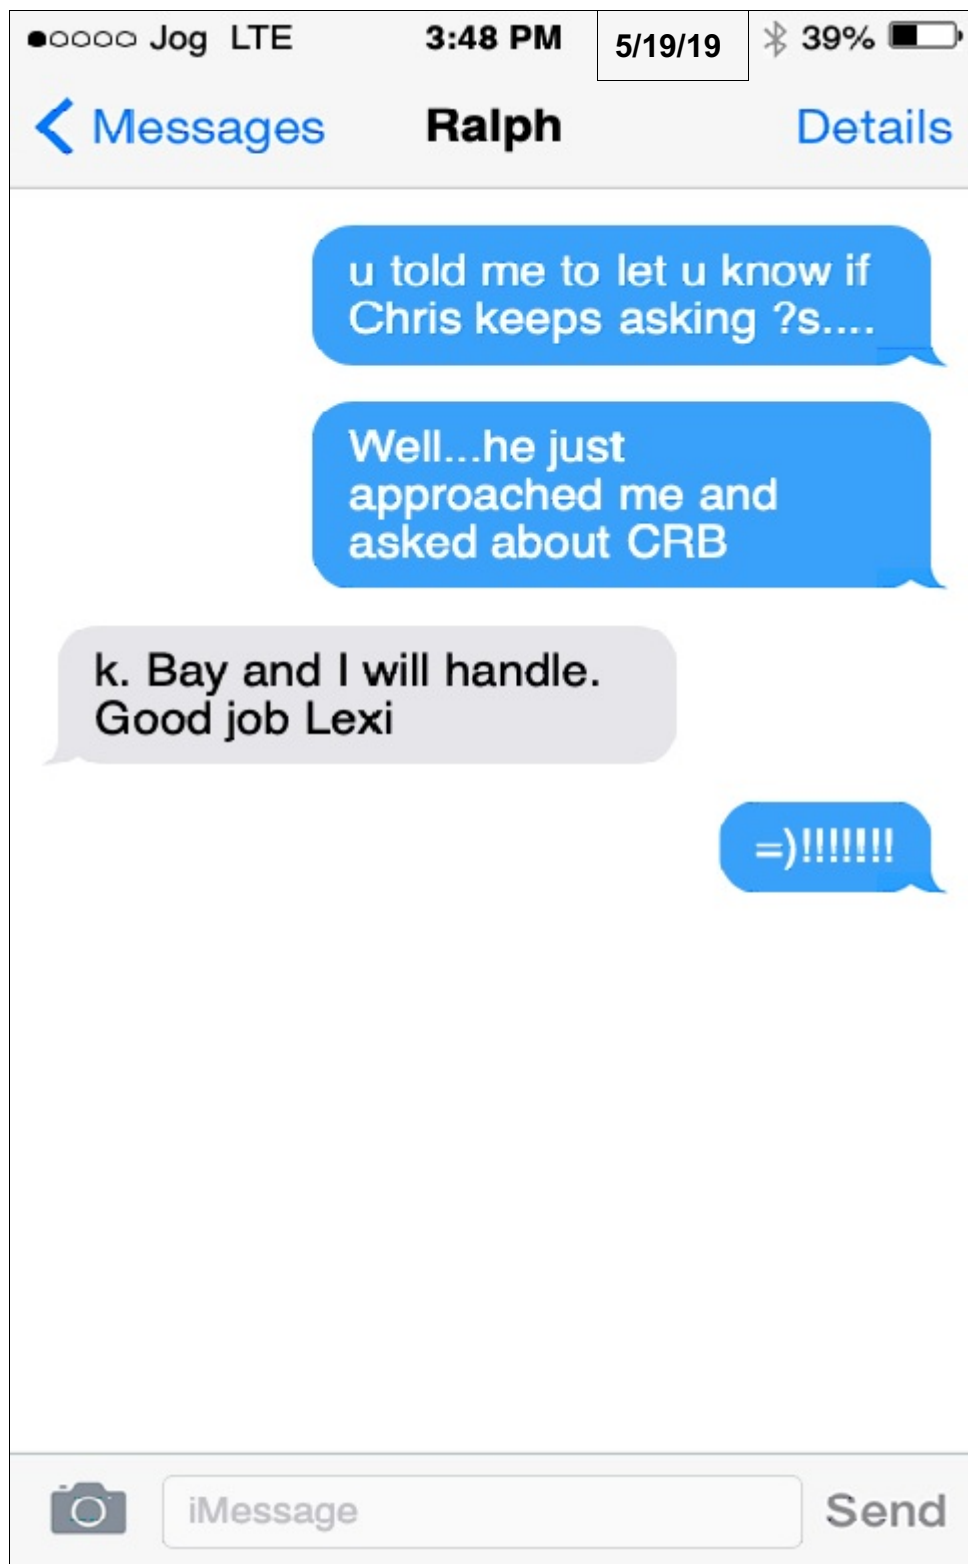 Jog LTE 3:48 PM 5/19/19 39%
Messages Ralph Details
u told me to let u know if
Chris keeps asking ?s....
Well...he just
approached me and
asked about CRB
k. Bay and I will handle.
Good job Lexi
=)!!!!!!!
iMessage Send